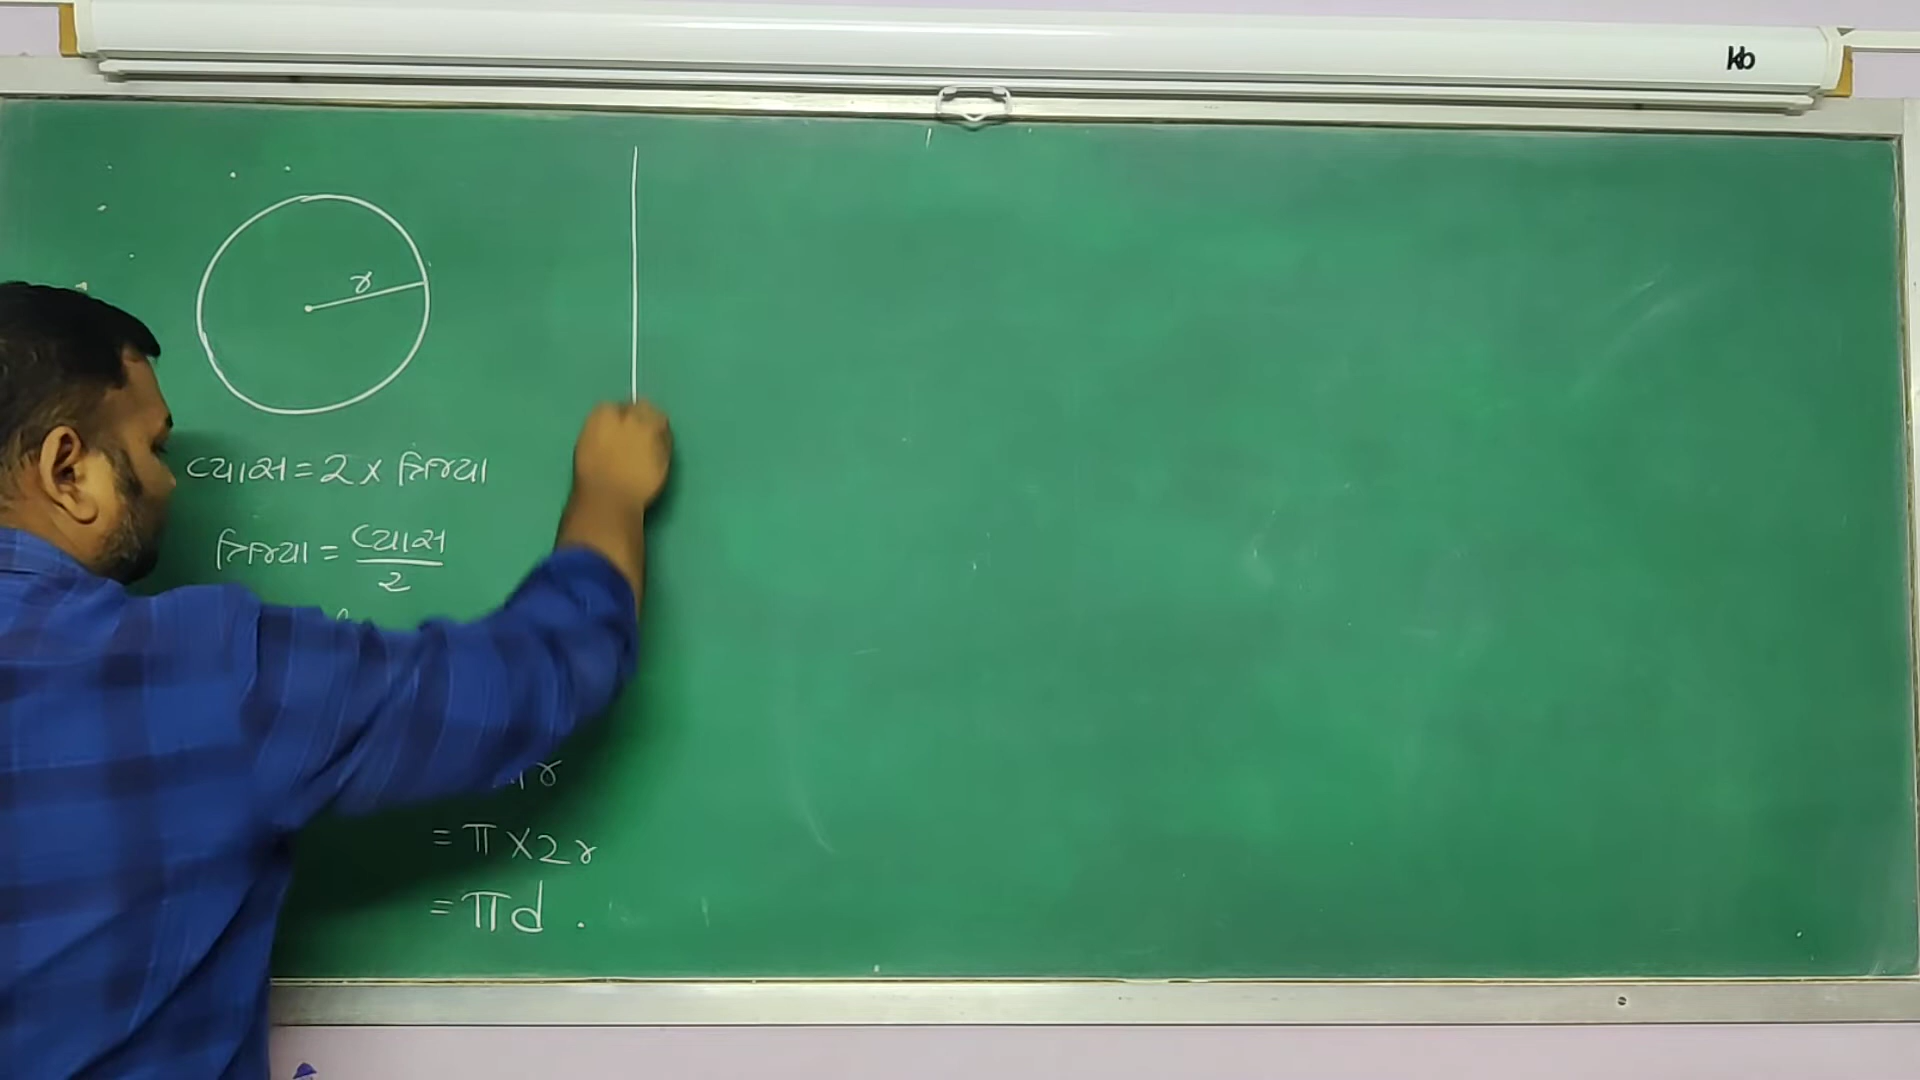 kb
r
વ્યાસ = 2 x ત્રિજ્યા
ત્રિજ્યા = વ્યાસ / 2
r
= π x 2r
= πd .